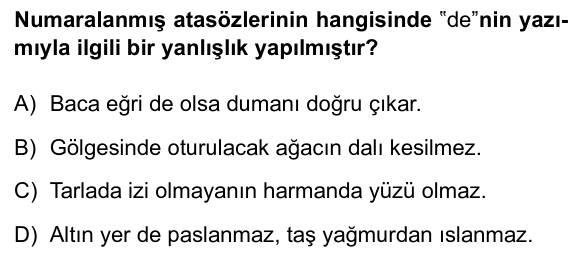 Numaralanmış atasözlerinin hangisinde "de"nin yazı-
mıyla ilgili bir yanlışlık yapılmıştır?
A) Baca eğri de olsa dumanı doğru çıkar.
B) Gölgesinde oturulacak ağacın dalı kesilmez.
C) Tarlada izi olmayanın harmanda yüzü olmaz.
D) Altın yer de paslanmaz, taş yağmurdan ıslanmaz.